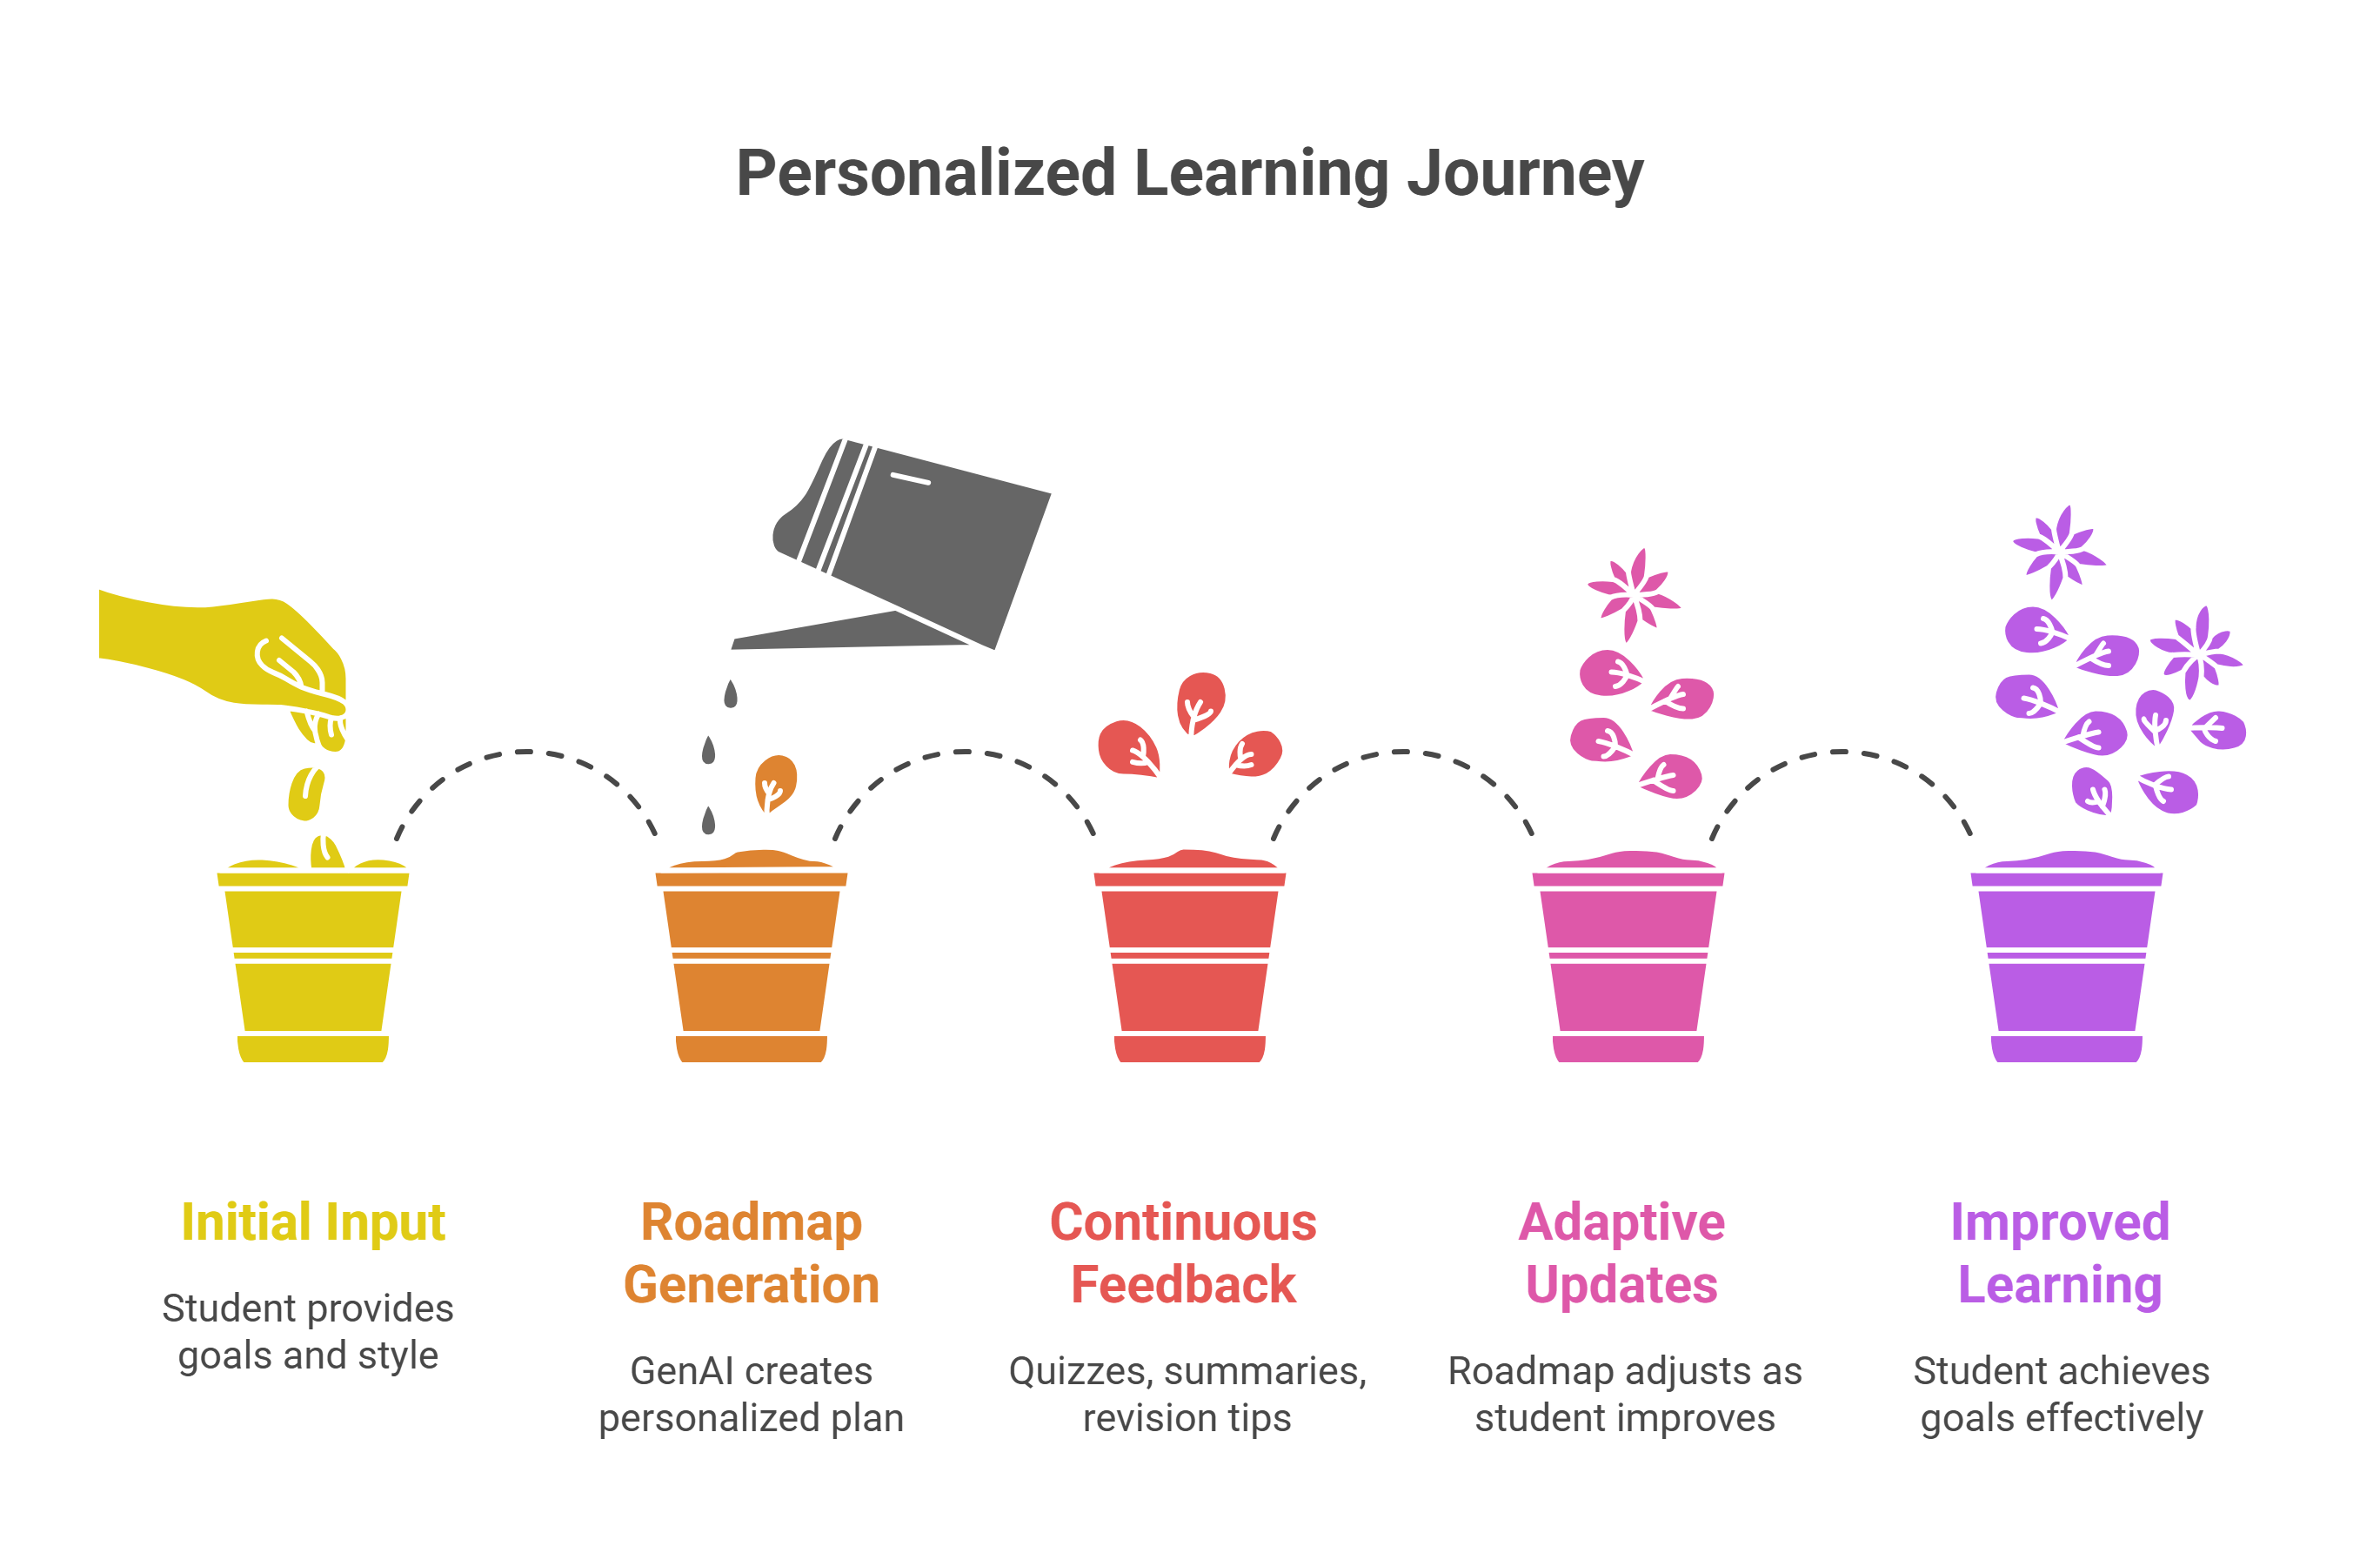 Personalized Learning Journey
Initial Input
Student provides
goals and style
Roadmap
Generation
GenAI creates
personalized plan
Continuous
Feedback
Quizzes, summaries,
revision tips
Adaptive
Updates
Roadmap adjusts as
student improves
Improved
Learning
Student achieves
goals effectively